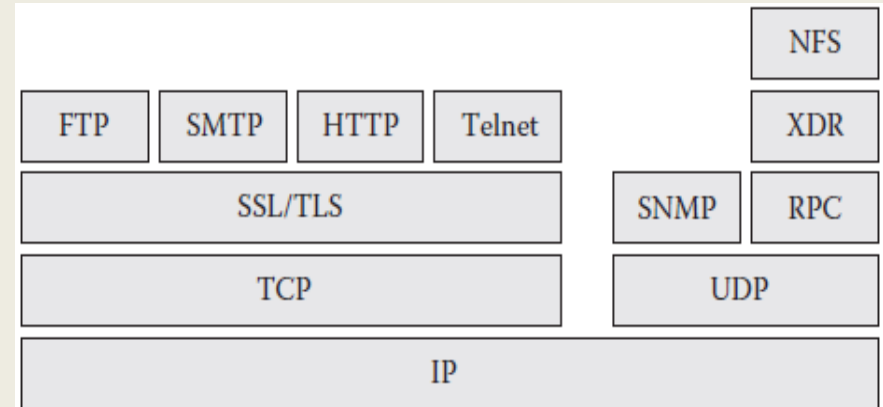 NFS
FTP SMTP HTTP Telnet XDR
SSL/TLS SNMP RPC
TCP UDP
IP